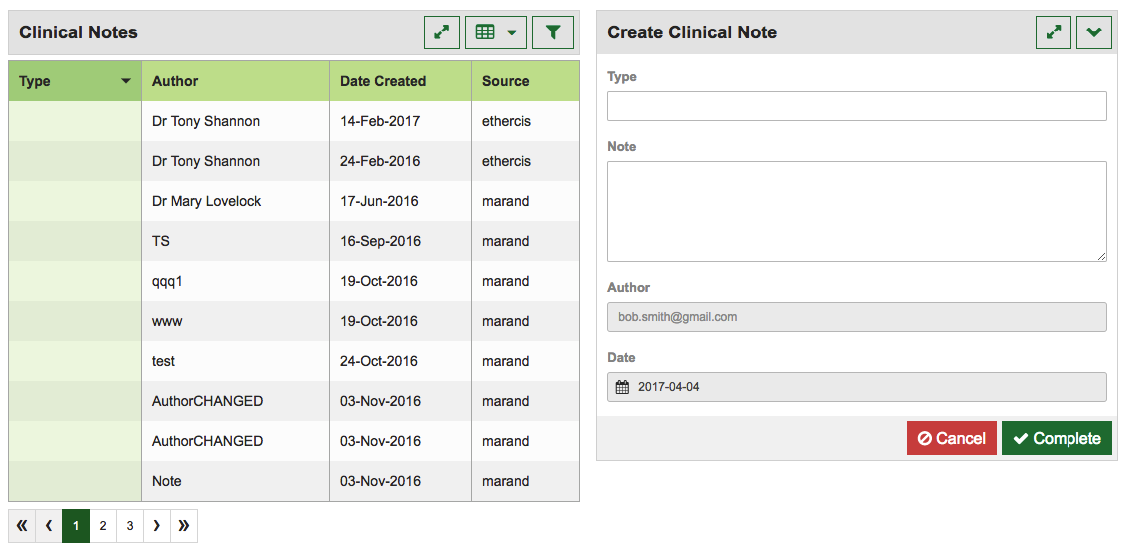 Clinical Notes
Type Author Date Created Source
Dr Tony Shannon 14-Feb-2017 ethercis
Dr Tony Shannon 24-Feb-2016 ethercis
Dr Mary Lovelock 17-Jun-2016 marand
TS 16-Sep-2016 marand
qqq1 19-Oct-2016 marand
www 19-Oct-2016 marand
test 24-Oct-2016 marand
AuthorCHANGED 03-Nov-2016 marand
AuthorCHANGED 03-Nov-2016 marand
Note 03-Nov-2016 marand
« ‹ 1 2 3 › »
Create Clinical Note
Type
Note
Author
bob.smith@gmail.com
Date
2017-04-04
Cancel Complete